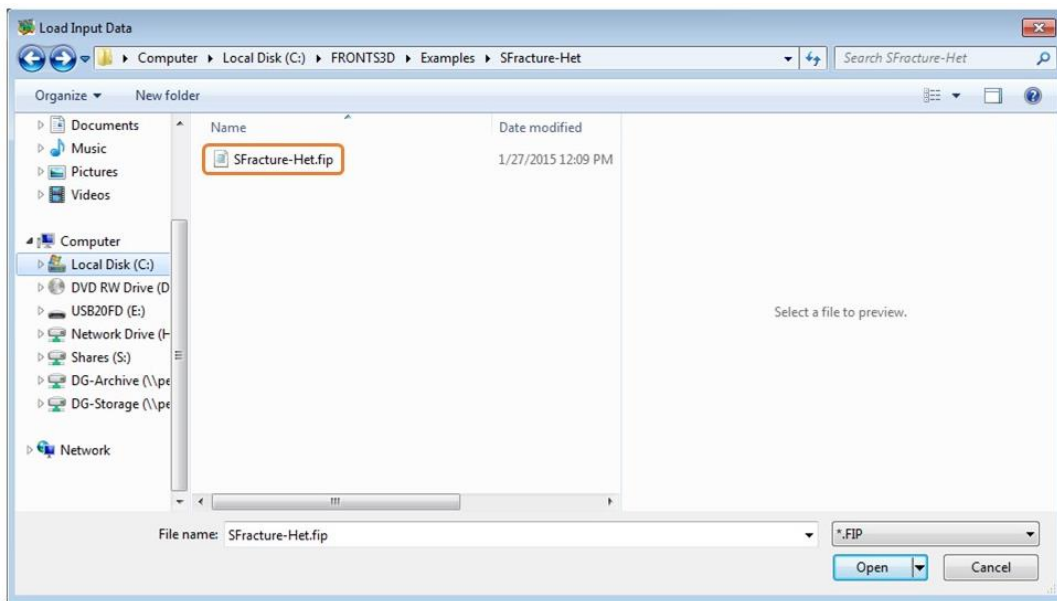 Load Input Data
Computer ▸ Local Disk (C:) ▸ FRONTS3D ▸ Examples ▸ SFracture-Het
Search SFracture-Het
Organize
New folder
Documents
Music
Pictures
Videos
Computer
Local Disk (C:)
DVD RW Drive (D
USB20FD (E:)
Network Drive (H
Shares (S:)
DG-Archive (\\pe
DG-Storage (\\pe
Network
Name
Date modified
SFracture-Het.fip
1/27/2015 12:09 PM
Select a file to preview.
File name:
SFracture-Het.fip
*.FIP
Open
Cancel